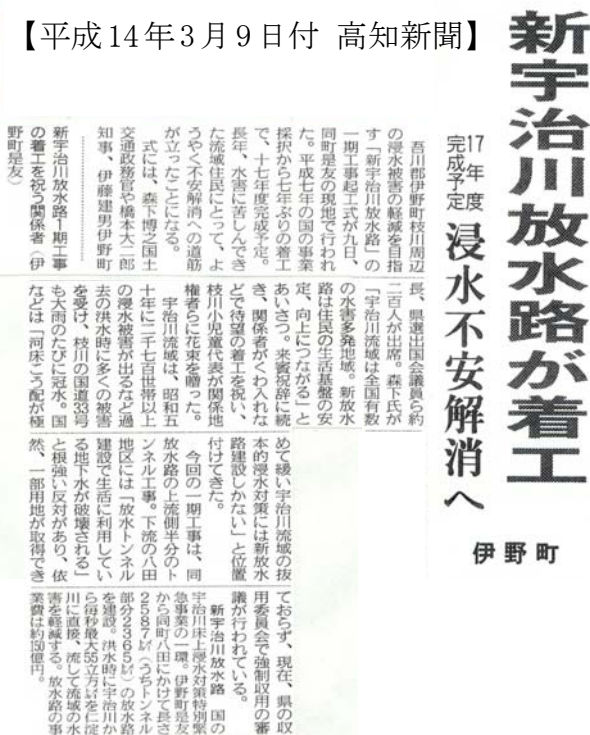 【平成14年3月9日付 高知新聞】
新宇治川放水路が着工
17年度
完成予定
浸水不安解消へ
伊野町
吾川郡伊野町枝川周辺
の浸水被害の軽減を目指
す「新宇治川放水路」の
一期工事起工式が九日、
同町是友の現地で行われ
た。平成七年の国の事業
採択から七年ぶりの着工
で、十七年度完成予定。
長年、水害に苦しんでき
た流域住民にとって、よ
うやく不安解消への道筋
が立ったことになる。
式には、森下博之国土
交通政務官や橋本大二郎
知事、伊藤建男伊野町
新宇治川放水路1期工事
の着工を祝う関係者(伊
野町是友)
長、県選出国会議員ら約
二百人が出席。森下氏が
「宇治川流域は全国有数
の水害多発地域。新放水
路は住民の生活基盤の安
定、向上につながる」と
あいさつ。来賓祝辞に続
き、関係者がくわ入れな
どで待望の着工を祝い、
枝川小児童代表が関係地
権者らに花束を贈った。
宇治川流域は、昭和五
十年に二千七百世帯以上
の浸水被害が出るなど過
去の洪水時に多くの被害
を受け、枝川の国道33号
も大雨のたびに冠水。国
などは「河床こう配が極
めて緩い宇治川流域の抜
本的浸水対策には新放水
路建設しかない」と位置
付けてきた。
今回の一期工事は、同
放水路の上流側半分のト
ンネル工事。下流の八田
地区には「放水トンネル
建設で生活に利用してい
る地下水が破壊される」
と根強い反対があり、依
然、一部用地が取得でき
ておらず、現在、県の収
用委員会で強制収用の審
議が行われている。
新宇治川放水路 国の
宇治川床上浸水対策特別緊
急事業の一環。伊野町是友
から同町八田にかけて長さ
2587㍍(うちトンネル
部分2365㍍)の放水路
を建設。洪水時に宇治川か
ら毎秒最大55立方㍍を仁淀
川に直接、流して流域の水
害を軽減する。放水路の事
業費は約150億円。